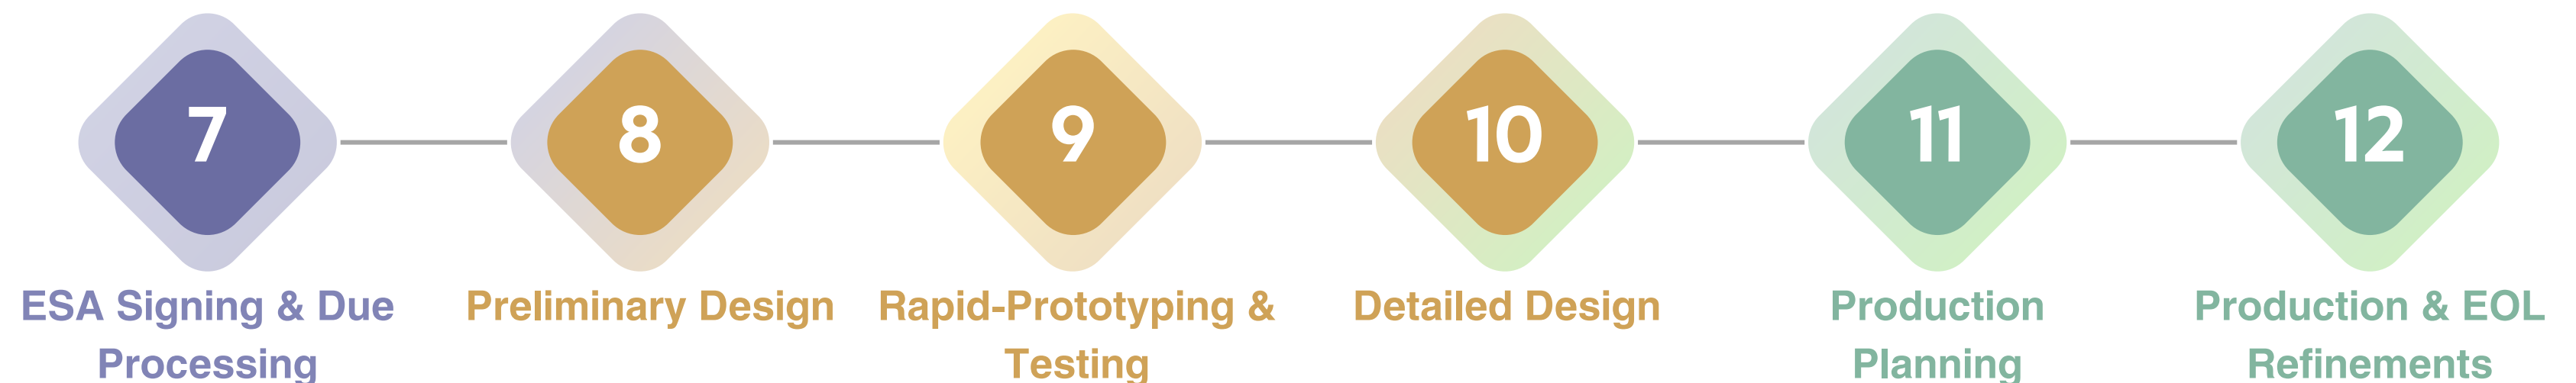 7
8
9
10
11
12
ESA Signing & Due
Processing
Preliminary Design
Rapid-Prototyping &
Testing
Detailed Design
Production
Planning
Production & EOL
Refinements